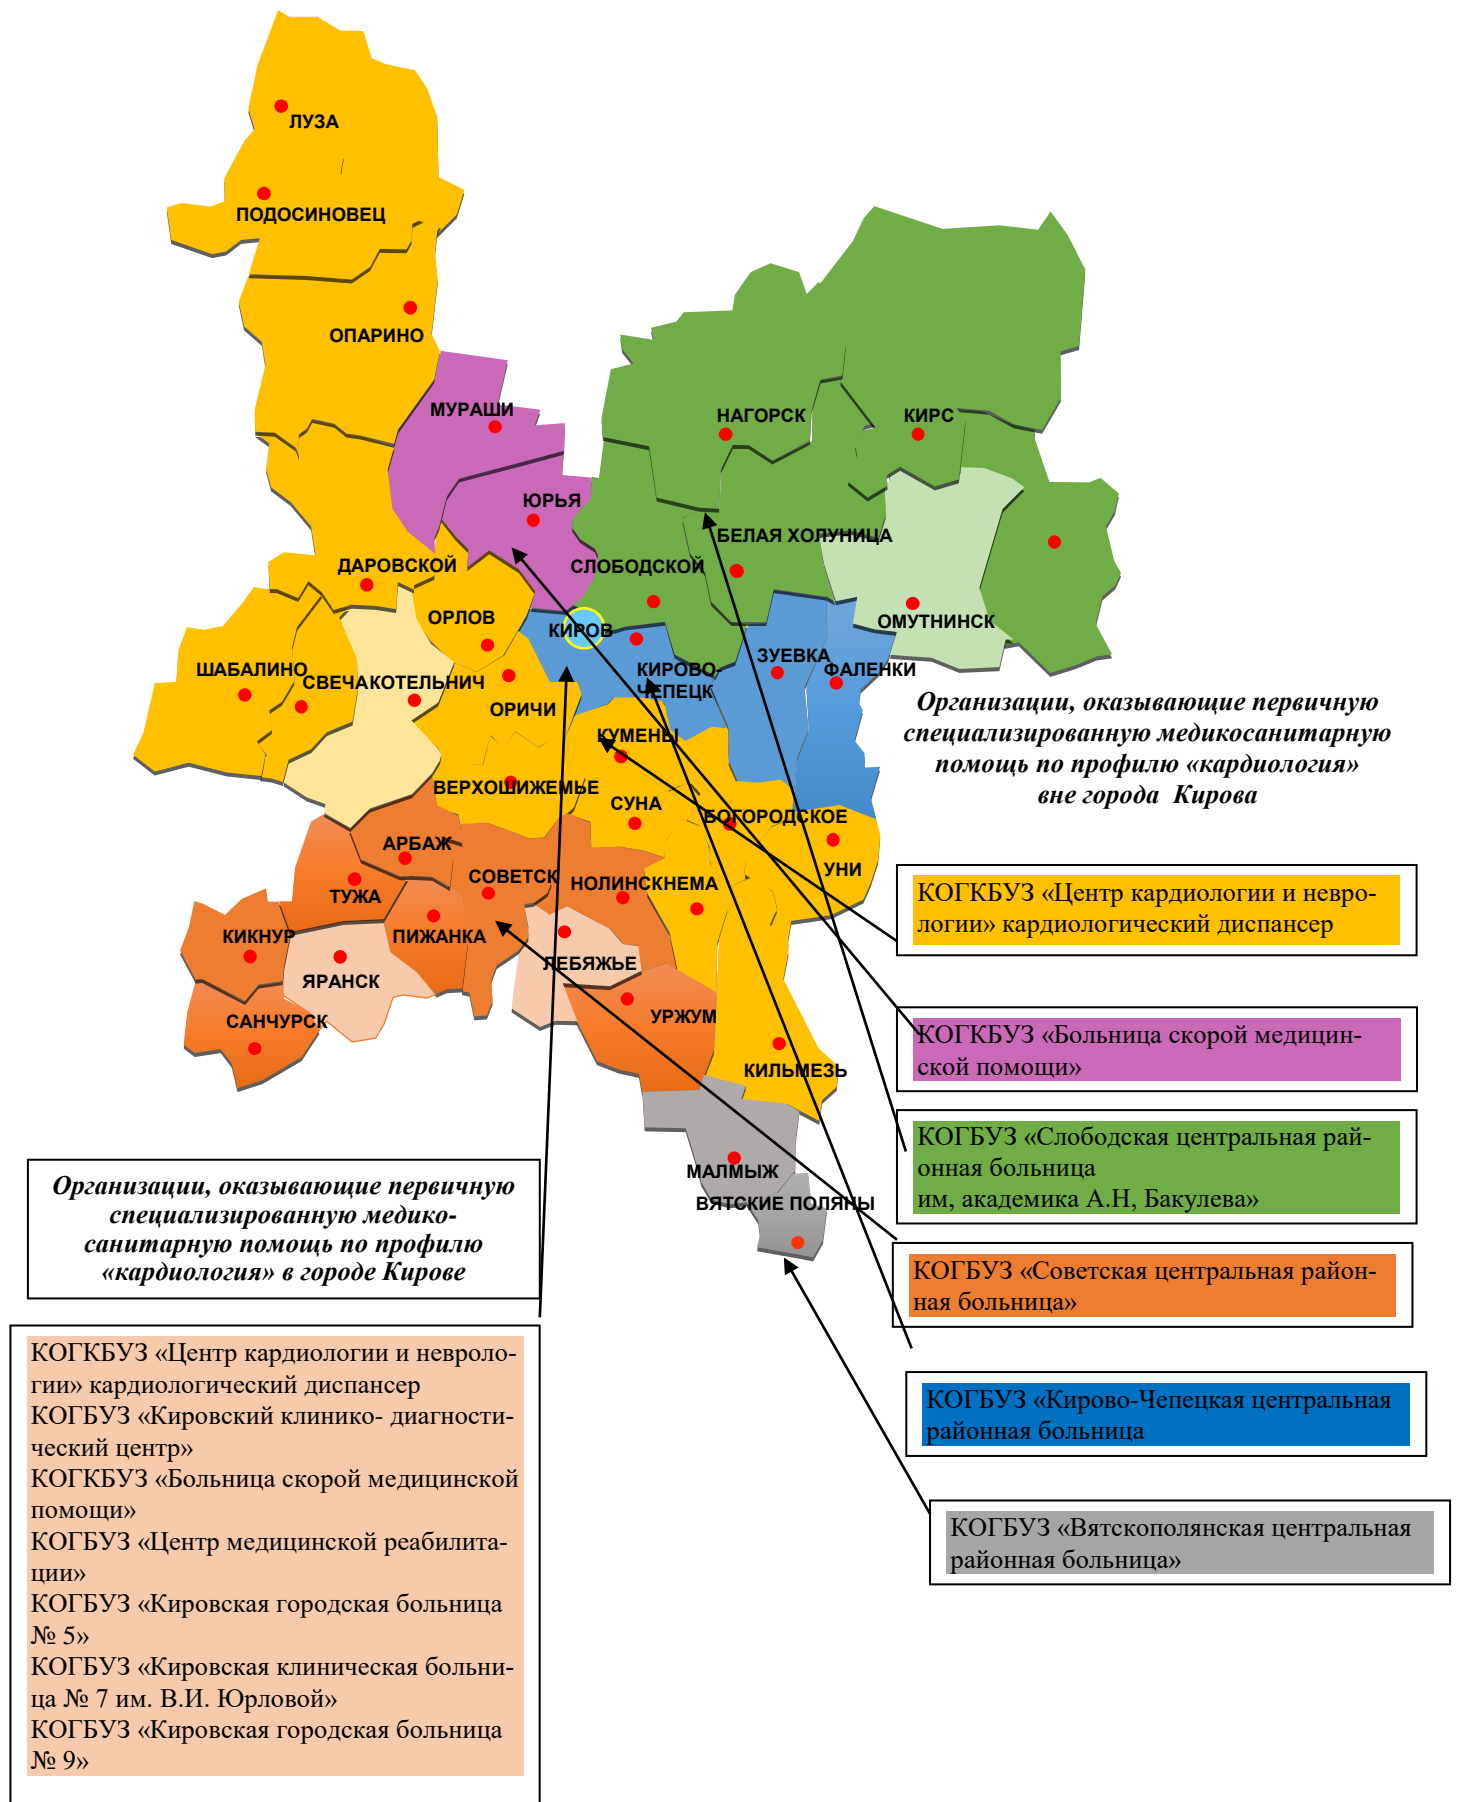 ЛУЗА
ПОДОСИНОВЕЦ
ОПАРИНО
МУРАШИ
НАГОРСК
КИРС
ЮРЬЯ
БЕЛАЯ ХОЛУНИЦА
ДАРОВСКОЙ
СЛОБОДСКОЙ
ОРЛОВ
КИРОВ
ОМУТНИНСК
ШАБАЛИНО
СВЕЧАКОТЕЛЬНИЧ
КИРОВО-
ЧЕПЕЦК
ЗУЕВКА
ФАЛЕНКИ
ОРИЧИ
КУМЕНЫ
ВЕРХОШИЖЕМЬЕ
СУНА
БОГОРОДСКОЕ
АРБАЖ
УНИ
ТУЖА
СОВЕТСК
НОЛИНСКНЕМА
КИКНУР
ПИЖАНКА
ЛЕБЯЖЬЕ
ЯРАНСК
САНЧУРСК
УРЖУМ
КИЛЬМЕЗЬ
МАЛМЫЖ
ВЯТСКИЕ ПОЛЯНЫ
Организации, оказывающие первичную
специализированную медикосанитарную
помощь по профилю «кардиология»
вне города Кирова
КОГКБУЗ «Центр кардиологии и невро-
логии» кардиологический диспансер
КОГКБУЗ «Больница скорой медицин-
ской помощи»
КОГБУЗ «Слободская центральная рай-
онная больница
им, академика А.Н, Бакулева»
КОГБУЗ «Советская центральная район-
ная больница»
КОГБУЗ «Кирово-Чепецкая центральная
районная больница
КОГБУЗ «Вятскополянская центральная
районная больница»
Организации, оказывающие первичную
специализированную медико-
санитарную помощь по профилю
«кардиология» в городе Кирове
КОГКБУЗ «Центр кардиологии и невроло-
гии» кардиологический диспансер
КОГБУЗ «Кировский клинико- диагности-
ческий центр»
КОГКБУЗ «Больница скорой медицинской
помощи»
КОГБУЗ «Центр медицинской реабилита-
ции»
КОГБУЗ «Кировская городская больница
№ 5»
КОГБУЗ «Кировская клиническая больни-
ца № 7 им. В.И. Юрловой»
КОГБУЗ «Кировская городская больница
№ 9»